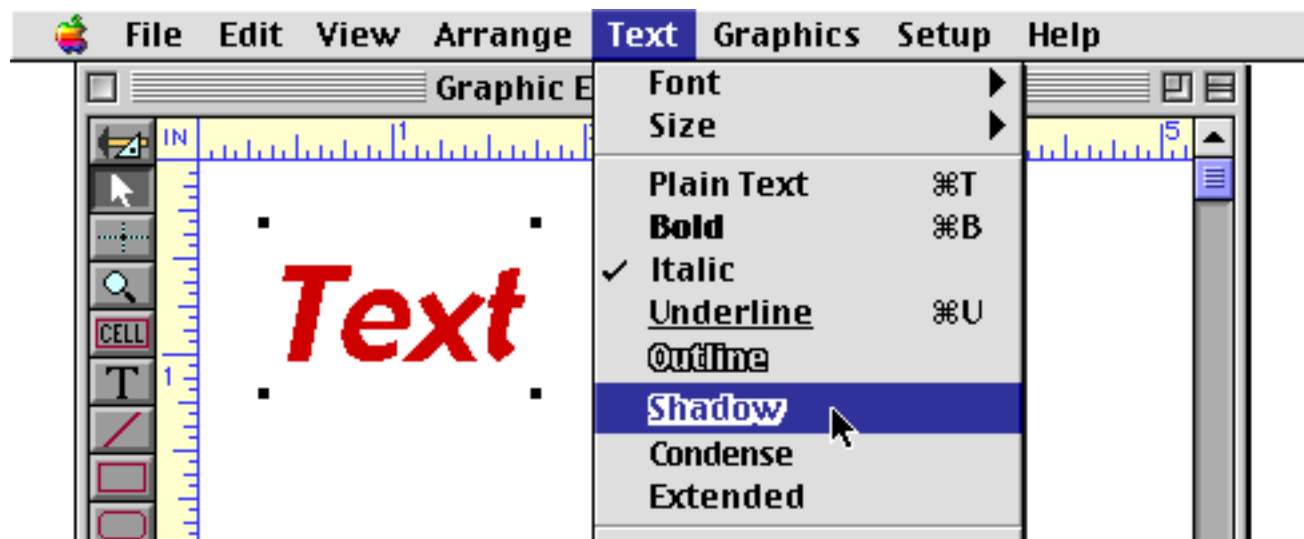 File Edit View Arrange Text Graphics Setup Help
Graphic E
Font
Size
IN 1 5
Plain Text ⌘T
Bold ⌘B
✓ Italic
Underline ⌘U
Outline
Shadow
Condense
Extended
Text
CELL
T
1